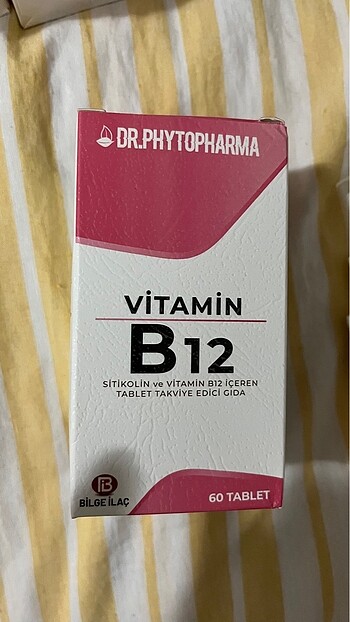 DR.PHYTOPHARMA
VİTAMİN
B12
SİTİKOLİN ve VİTAMİN B12 İÇEREN
TABLET TAKVİYE EDİCİ GIDA
BİLGE İLAÇ
60 TABLET